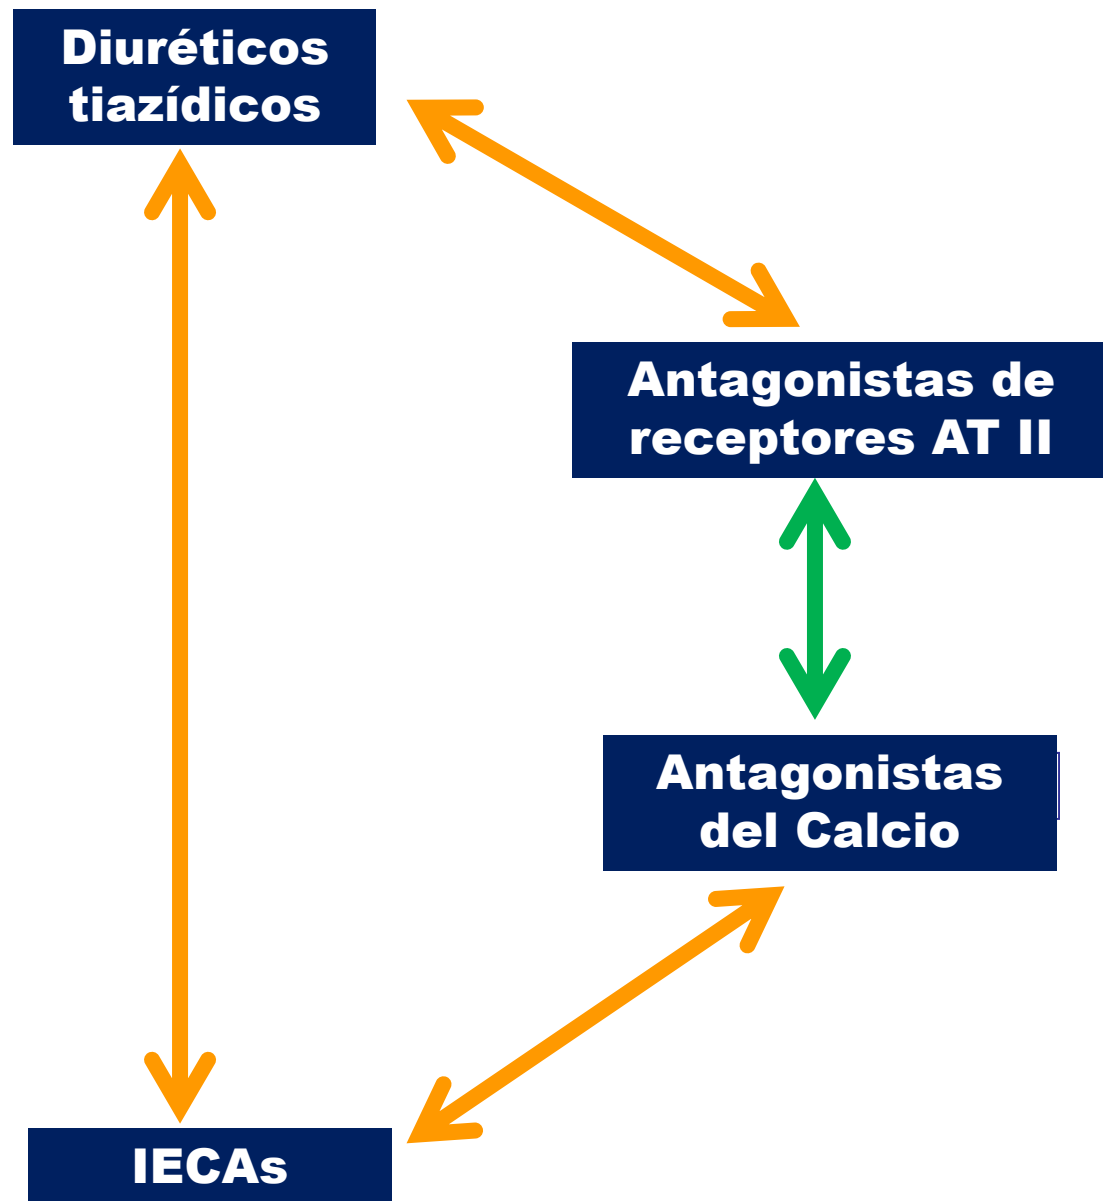 Diuréticos
tiazídicos
Antagonistas de
receptores AT II
Antagonistas
del Calcio
IECAs